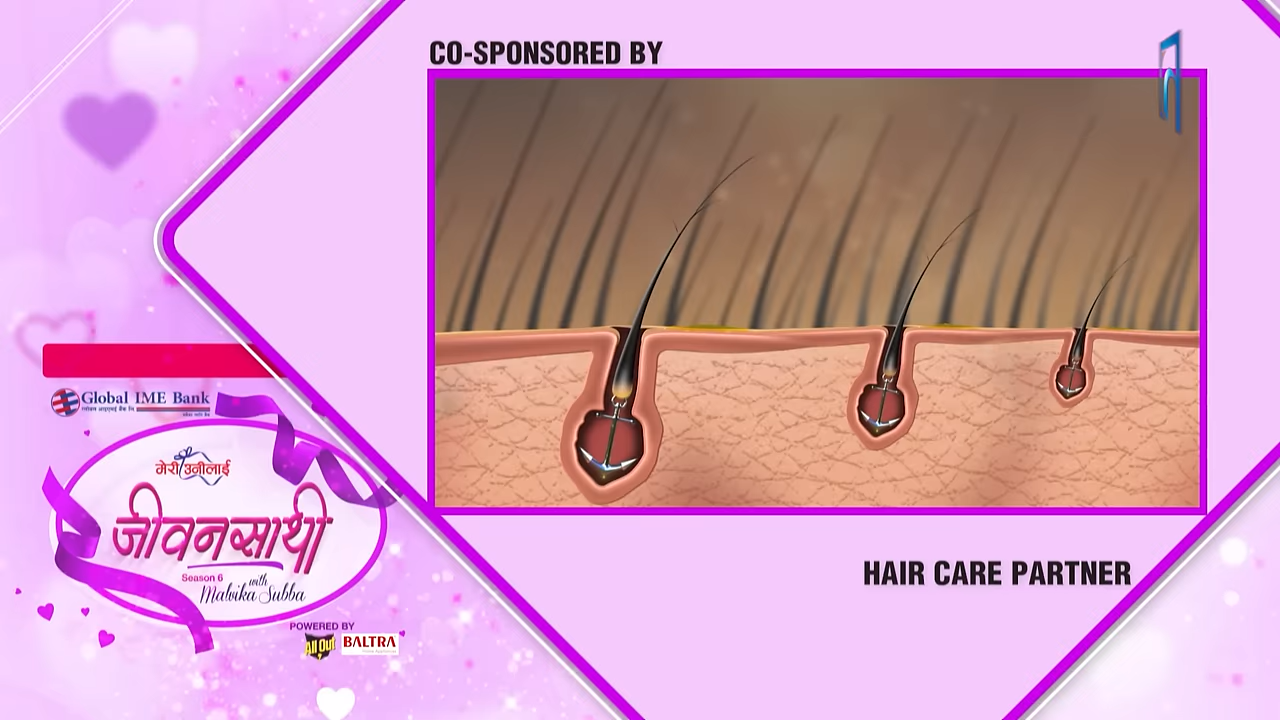 CO-SPONSORED BY
HAIR CARE PARTNER
Global IME Bank
मेरी उनीलाई
जीवनसाथी
Season 6
with
Malvika Subba
POWERED BY
All Out
BALTRA